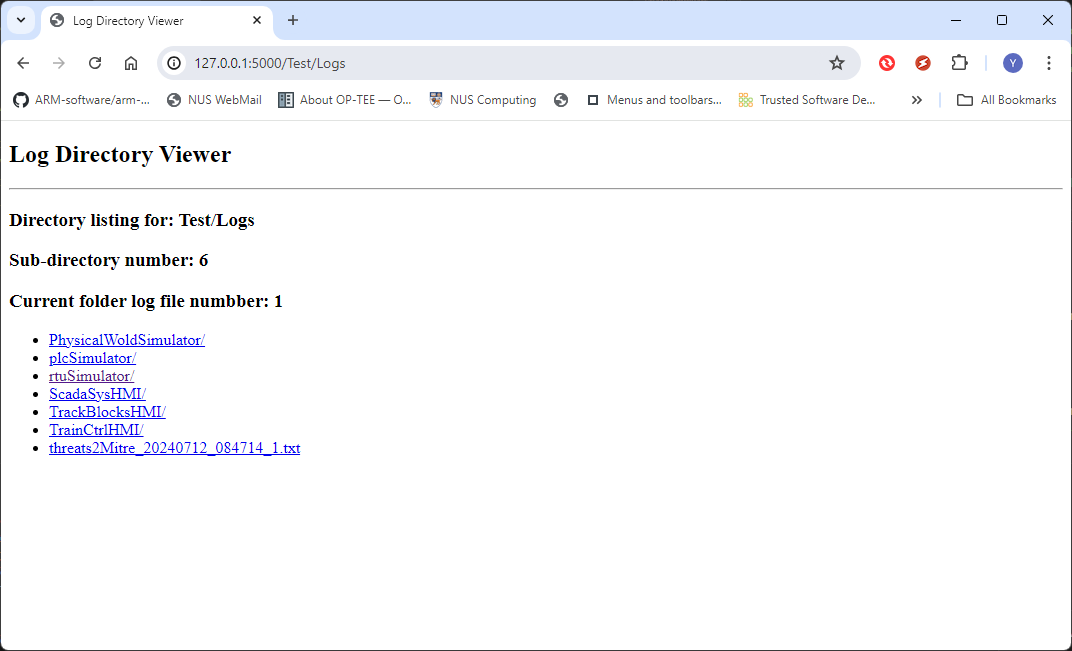 Log Directory Viewer
127.0.0.1:5000/Test/Logs
Y
ARM-software/arm-...
NUS WebMail
About OP-TEE — O...
NUS Computing
Menus and toolbars...
Trusted Software De...
All Bookmarks
Log Directory Viewer
Directory listing for: Test/Logs
Sub-directory number: 6
Current folder log file numbber: 1
PhysicalWoldSimulator/
plcSimulator/
rtuSimulator/
ScadaSysHMI/
TrackBlocksHMI/
TrainCtrlHMI/
threats2Mitre_20240712_084714_1.txt